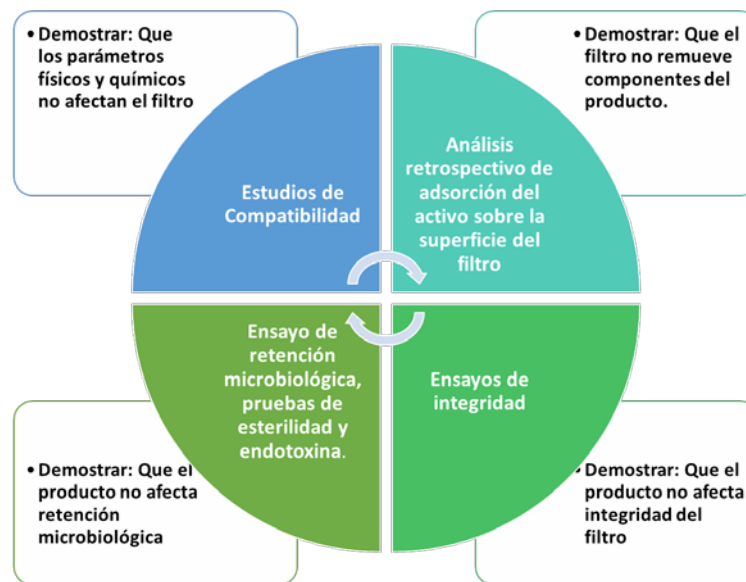 • Demostrar: Que
los parámetros
físicos y químicos
no afectan el filtro
• Demostrar: Que el
filtro no remueve
componentes del
producto.
Estudios de
Compatibilidad
Análisis
retrospectivo de
adsorción del
activo sobre la
superficie del
filtro
Ensayo de
retención
microbiológica,
pruebas de
esterilidad y
endotoxina.
Ensayos de
integridad
• Demostrar: Que el
producto no afecta
retención
microbiológica
• Demostrar: Que el
producto no afecta
integridad del
filtro